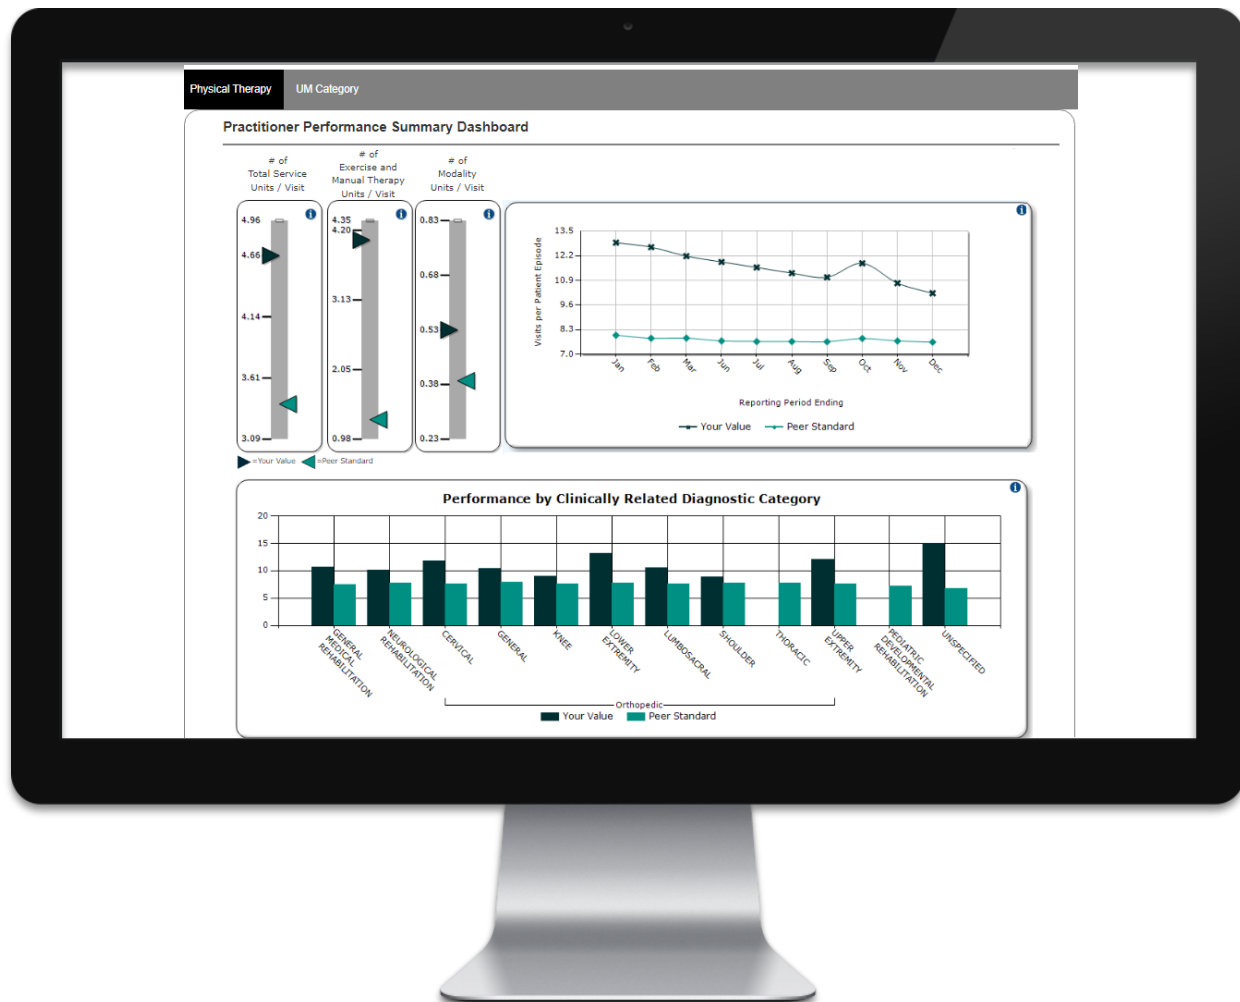 Physical Therapy UM Category
Practitioner Performance Summary Dashboard
# of
Total Service
Units / Visit
# of
Exercise and
Manual Therapy
Units / Visit
# of
Modality
Units / Visit
4.96
4.66
4.14
3.61
3.09
4.35
4.20
3.13
2.05
0.98
0.83
0.68
0.53
0.38
0.23
=Your Value =Peer Standard
Visits per Patient Episode
13.5
12.2
10.9
9.6
8.3
7.0
Jan Feb Mar Jun Jul Aug Sep Oct Nov Dec
Reporting Period Ending
Your Value Peer Standard
Performance by Clinically Related Diagnostic Category
20
15
10
5
0
GENERAL
MEDICAL
REHABILITATION
NEUROLOGICAL
REHABILITATION
CERVICAL
GENERAL
KNEE
LOWER
EXTREMITY
LUMBOSACRAL
SHOULDER
THORACIC
UPPER
EXTREMITY
PEDIATRIC
DEVELOPMENTAL
REHABILITATION
UNSPECIFIED
Orthopedic
Your Value Peer Standard